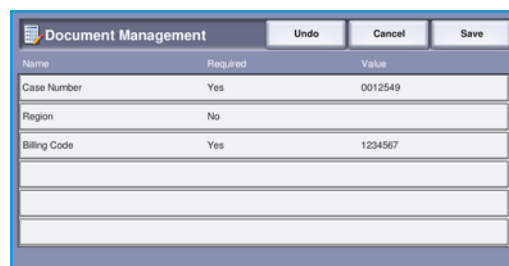 Document Management Undo Cancel Save
Name Required Value
Case Number Yes 0012549
Region No
Billing Code Yes 1234567